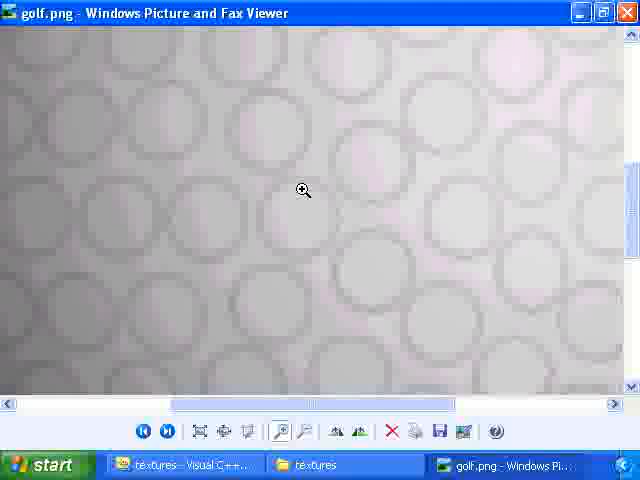 golf.png - Windows Picture and Fax Viewer
start
textures - Visual C++...
textures
golf.png - Windows Pi...